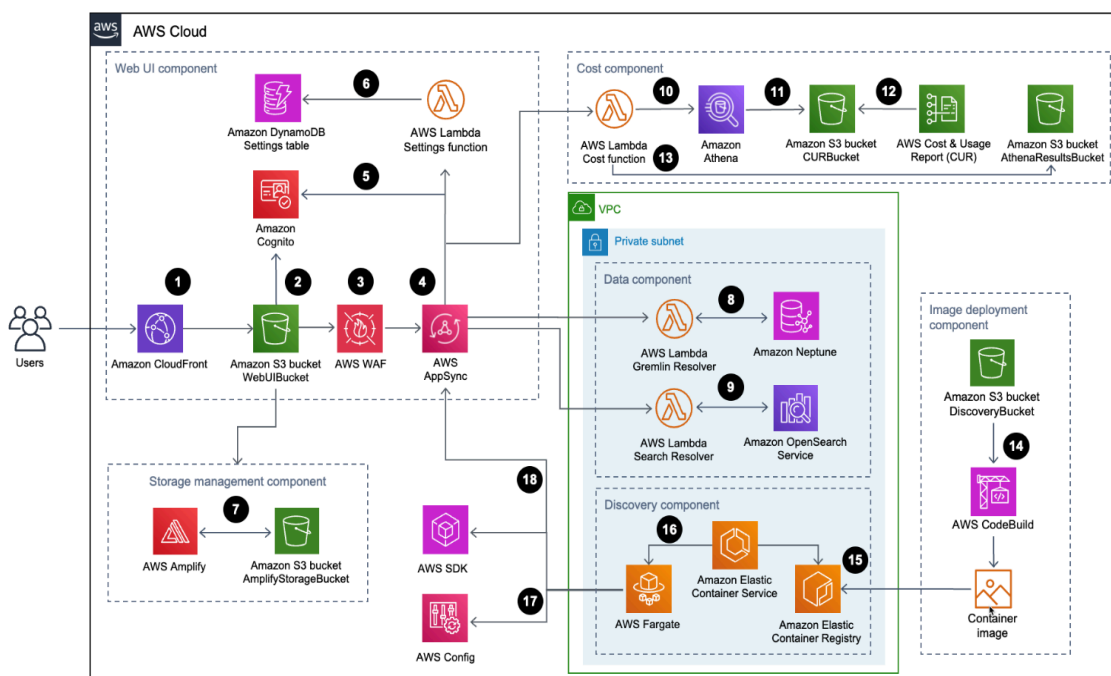 aws
AWS Cloud
Web UI component
6
Amazon DynamoDB
Settings table
AWS Lambda
Settings function
5
Amazon
Cognito
1
2
3
4
Users
Amazon CloudFront
Amazon S3 bucket
WebUIBucket
AWS WAF
AWS
AppSync
Cost component
10
11
12
AWS Lambda
Cost function
Amazon
Athena
Amazon S3 bucket
CURBucket
AWS Cost & Usage
Report (CUR)
Amazon S3 bucket
AthenaResultsBucket
13
VPC
Private subnet
Data component
8
AWS Lambda
Gremlin Resolver
Amazon Neptune
9
AWS Lambda
Search Resolver
Amazon OpenSearch
Service
Image deployment
component
Amazon S3 bucket
DiscoveryBucket
14
AWS CodeBuild
Container
image
Storage management component
7
AWS Amplify
Amazon S3 bucket
AmplifyStorageBucket
18
AWS SDK
17
AWS Config
Discovery component
16
Amazon Elastic
Container Service
15
AWS Fargate
Amazon Elastic
Container Registry